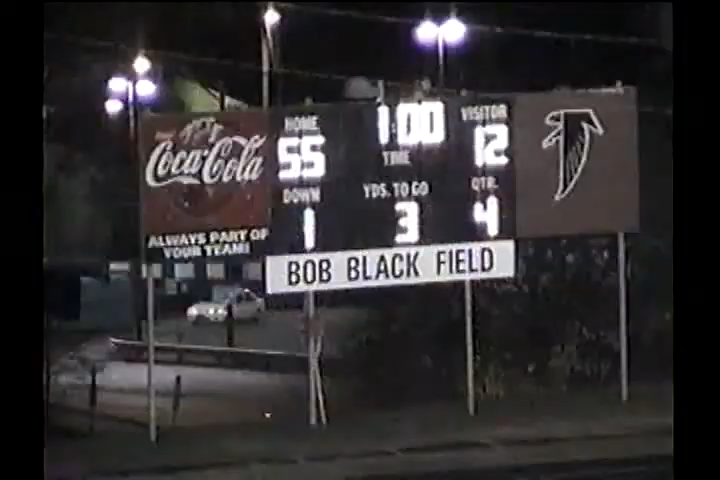 Coca-Cola
ALWAYS PART OF
YOUR TEAM!
HOME
55
1:00
TIME
VISITOR
12
DOWN
1
YDS. TO GO
3
QTR.
4
BOB BLACK FIELD